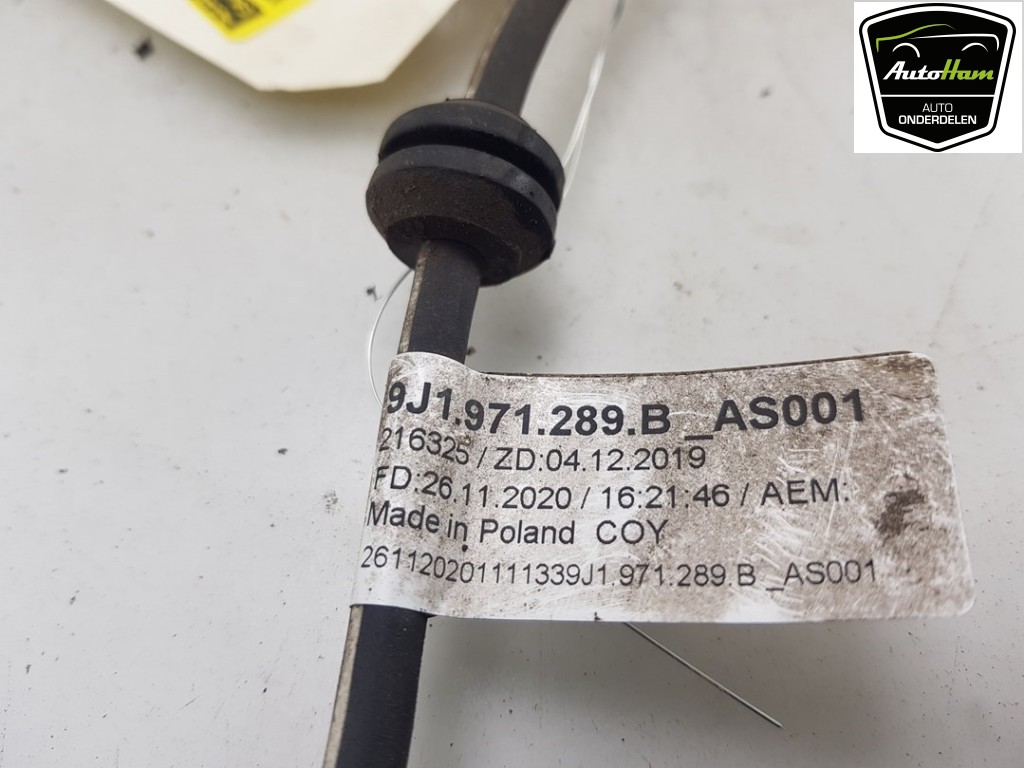 AutoHam
AUTO
ONDERDELEN
9J1.971.289.B _AS001
216325 / ZD:04.12.2019
FD:26.11.2020 / 16:21:46 / AEM:
Made in Poland COY
261120201111339J1.971.289.B _AS001